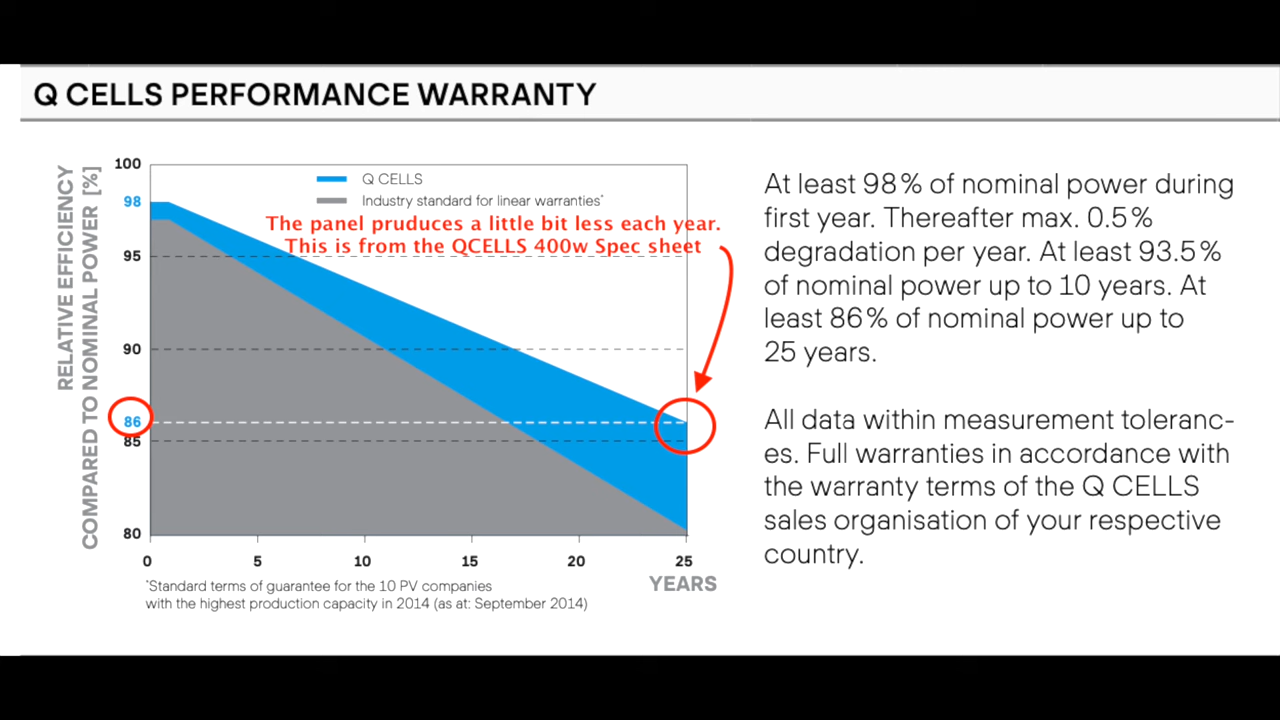 Q CELLS PERFORMANCE WARRANTY
RELATIVE EFFICIENCY
COMPARED TO NOMINAL POWER [%]
100
98
95
90
86
85
80
Q CELLS
Industry standard for linear warranties*
The panel pruduces a little bit less each year.
This is from the QCELLS 400w Spec sheet
0 5 10 15 20 25
YEARS
*Standard terms of guarantee for the 10 PV companies
with the highest production capacity in 2014 (as at: September 2014)
At least 98% of nominal power during
first year. Thereafter max. 0.5%
degradation per year. At least 93.5%
of nominal power up to 10 years. At
least 86% of nominal power up to
25 years.
All data within measurement toleranc-
es. Full warranties in accordance with
the warranty terms of the Q CELLS
sales organisation of your respective
country.